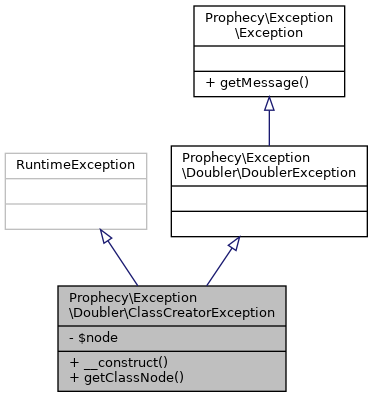 Prophecy\Exception
\Exception
+ getMessage()
RuntimeException
Prophecy\Exception
\Doubler\DoublerException
Prophecy\Exception
\Doubler\ClassCreatorException
- $node
+ __construct()
+ getClassNode()